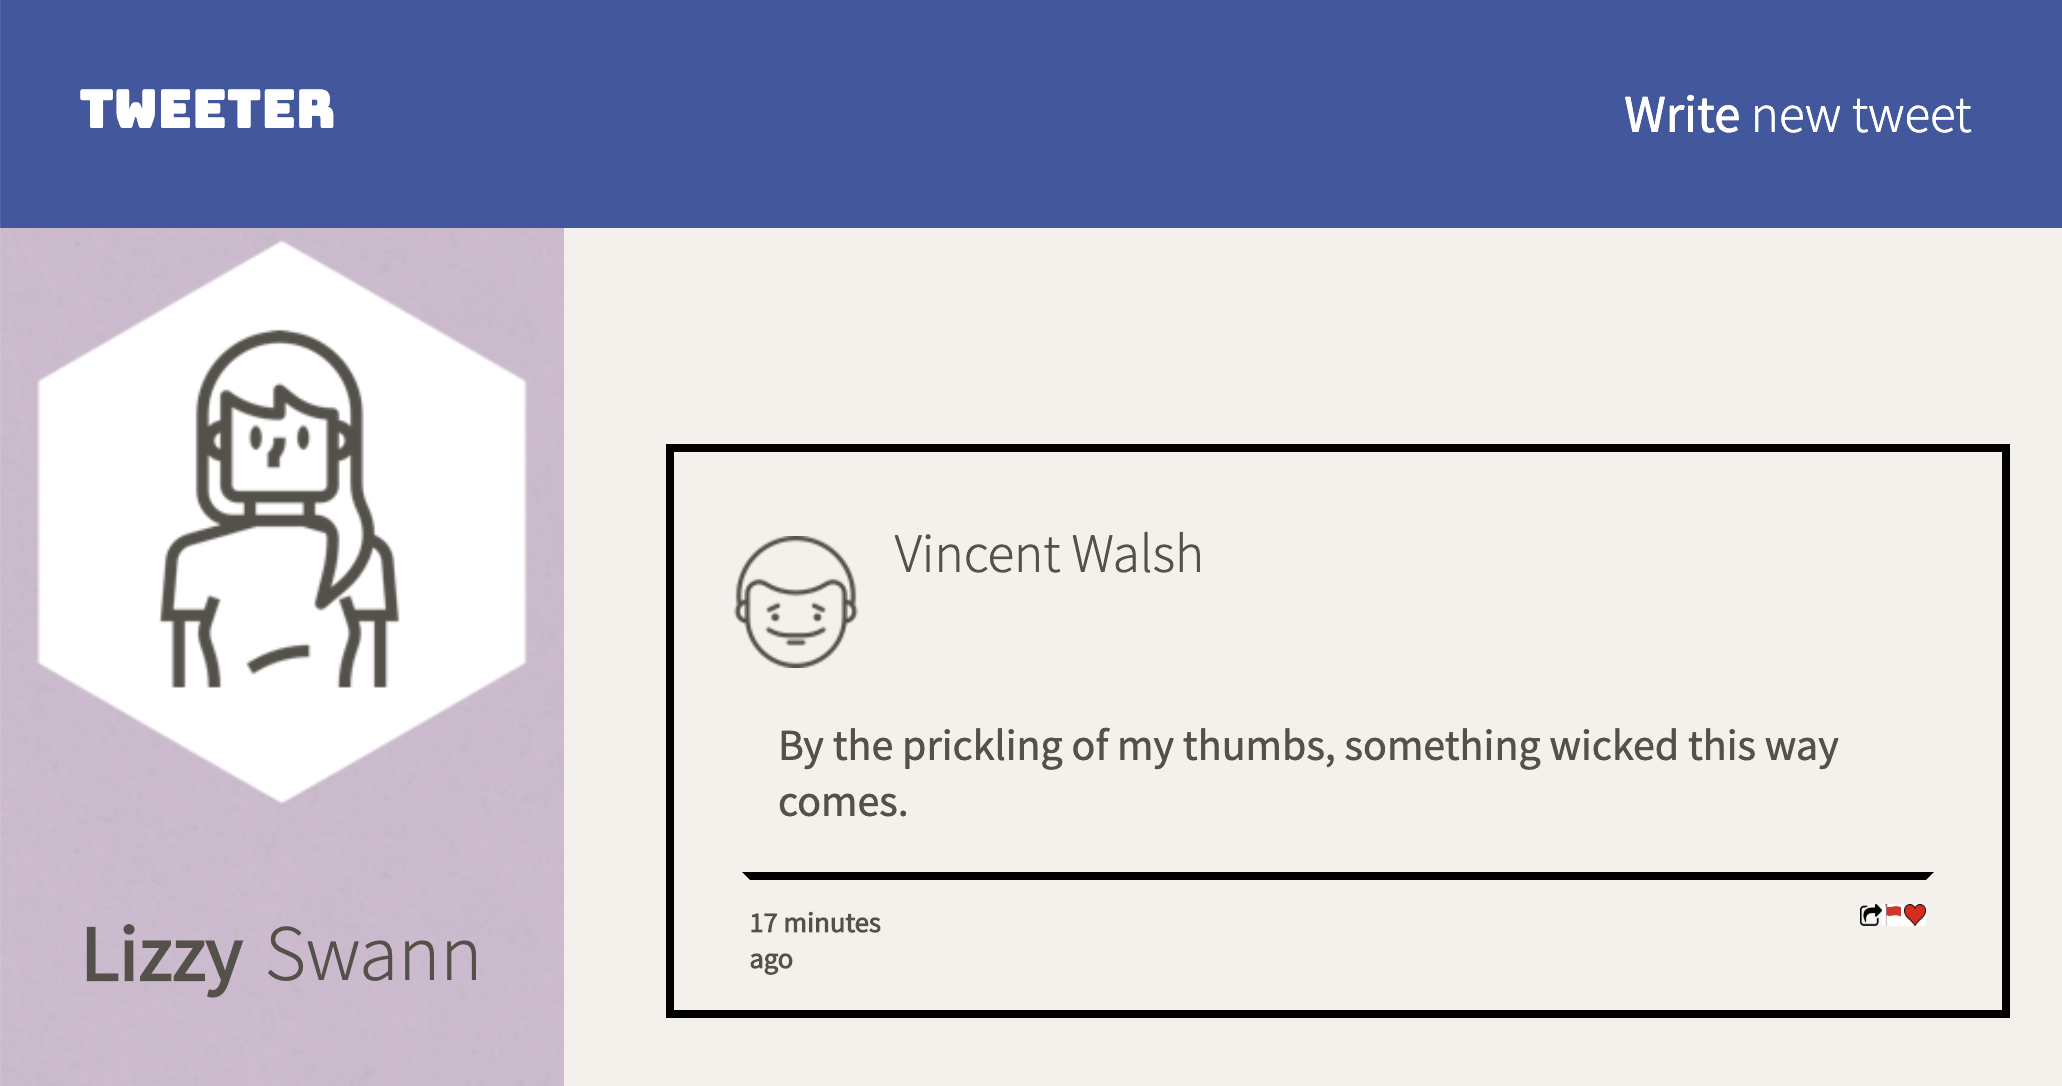 TWEETER
Write new tweet
Lizzy Swann
Vincent Walsh
By the prickling of my thumbs, something wicked this way
comes.
17 minutes
ago